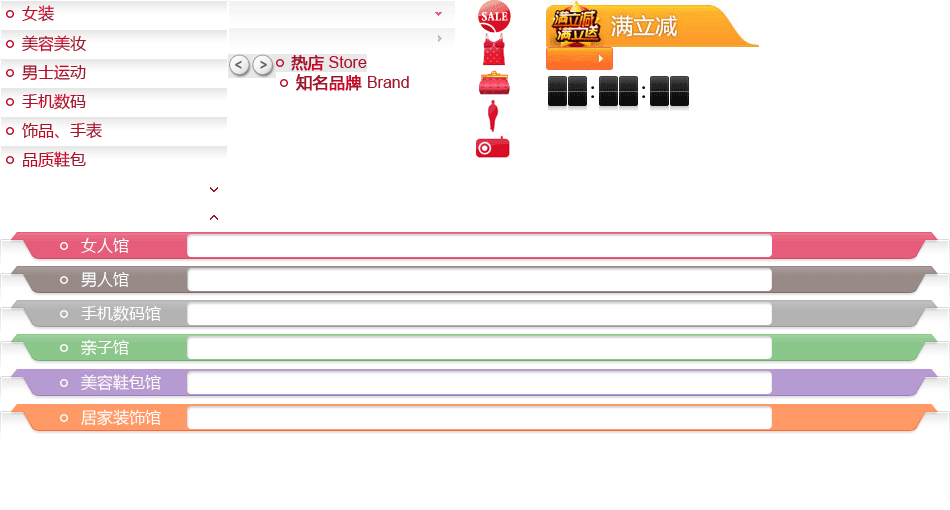 女装
美容美妆
男士运动
手机数码
饰品、手表
品质鞋包
热店 Store
知名品牌 Brand
SALE
满立减
满立送
满立减
女人馆
男人馆
手机数码馆
亲子馆
美容鞋包馆
居家装饰馆